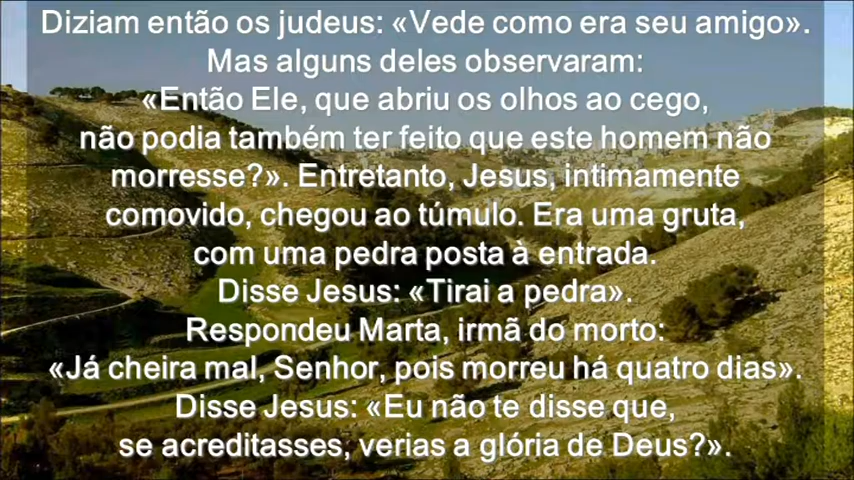 Diziam então os judeus: «Vede como era seu amigo».
Mas alguns deles observaram:
«Então Ele, que abriu os olhos ao cego,
não podia também ter feito que este homem não
morresse?». Entretanto, Jesus, intimamente
comovido, chegou ao túmulo. Era uma gruta,
com uma pedra posta à entrada.
Disse Jesus: «Tirai a pedra».
Respondeu Marta, irmã do morto:
«Já cheira mal, Senhor, pois morreu há quatro dias».
Disse Jesus: «Eu não te disse que,
se acreditasses, verias a glória de Deus?».